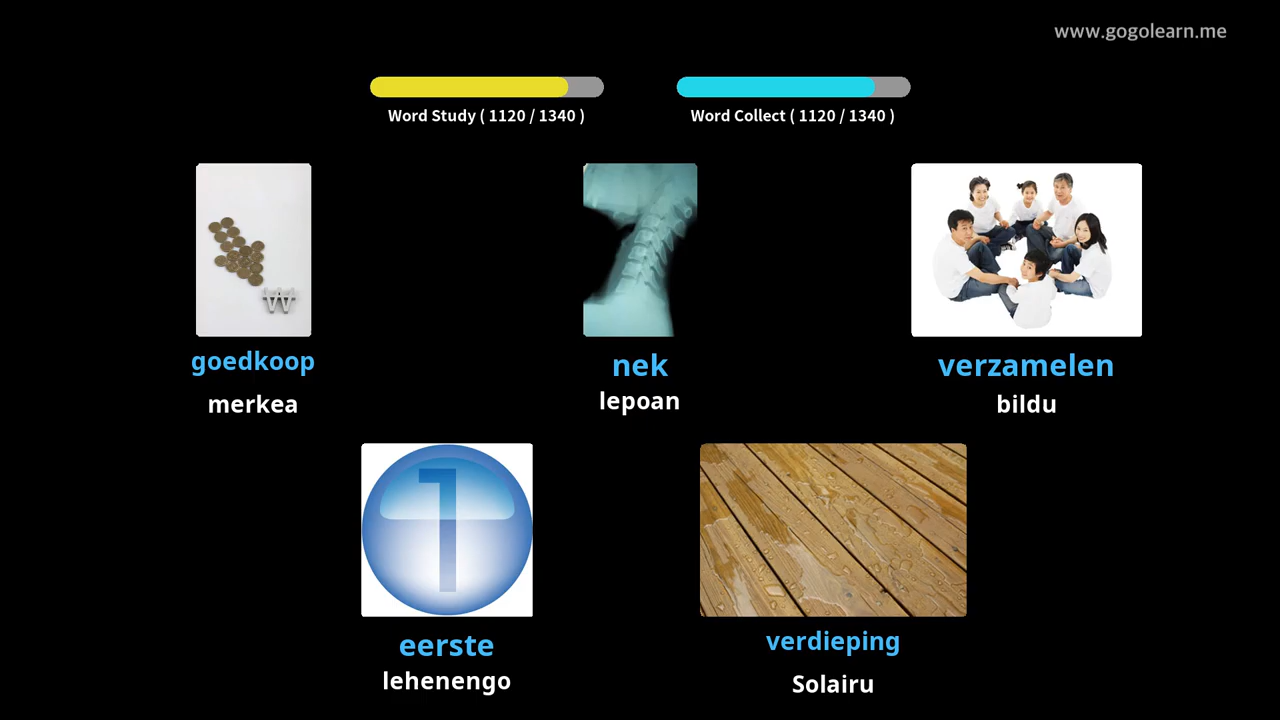 www.gogolearn.me
Word Study ( 1120 / 1340 )
Word Collect ( 1120 / 1340 )
₩
goedkoop
merkea
nek
lepoan
verzamelen
bildu
1
eerste
lehenengo
verdieping
Solairu